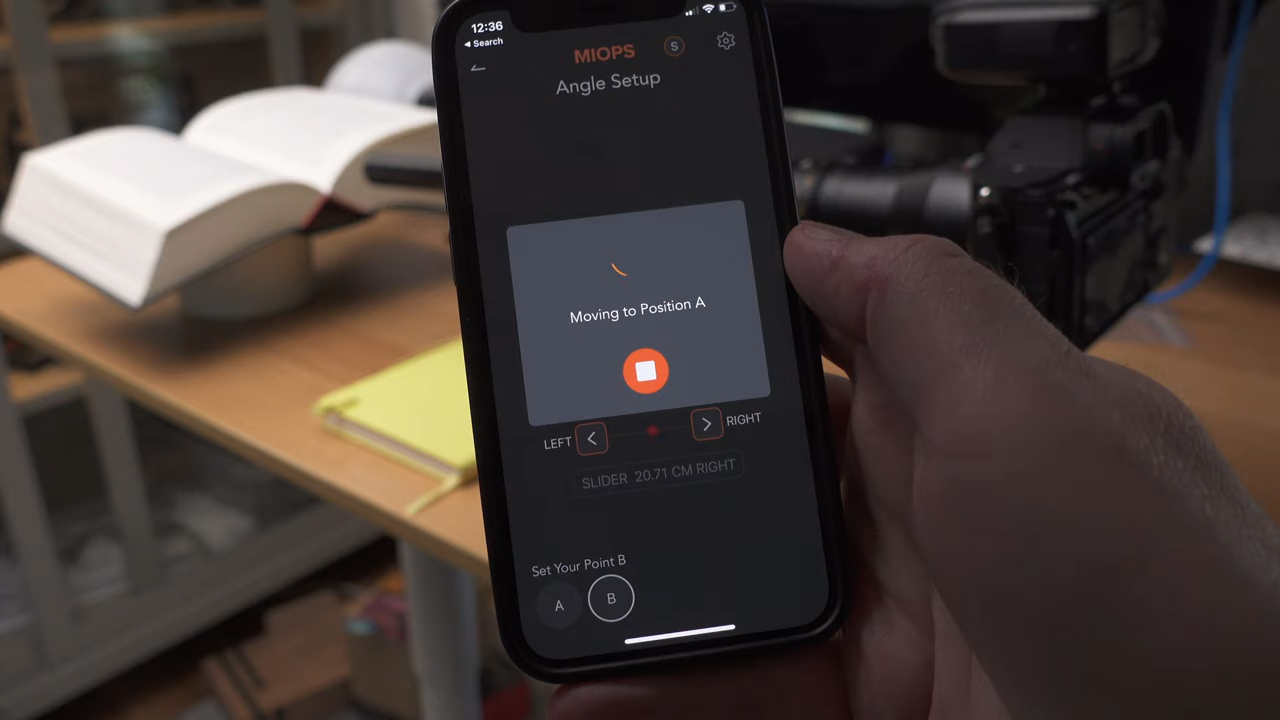 12:36
◀ Search
MIOPS
S
Angle Setup
Moving to Position A
LEFT
RIGHT
SLIDER 20.71 CM RIGHT
Set Your Point B
A
B